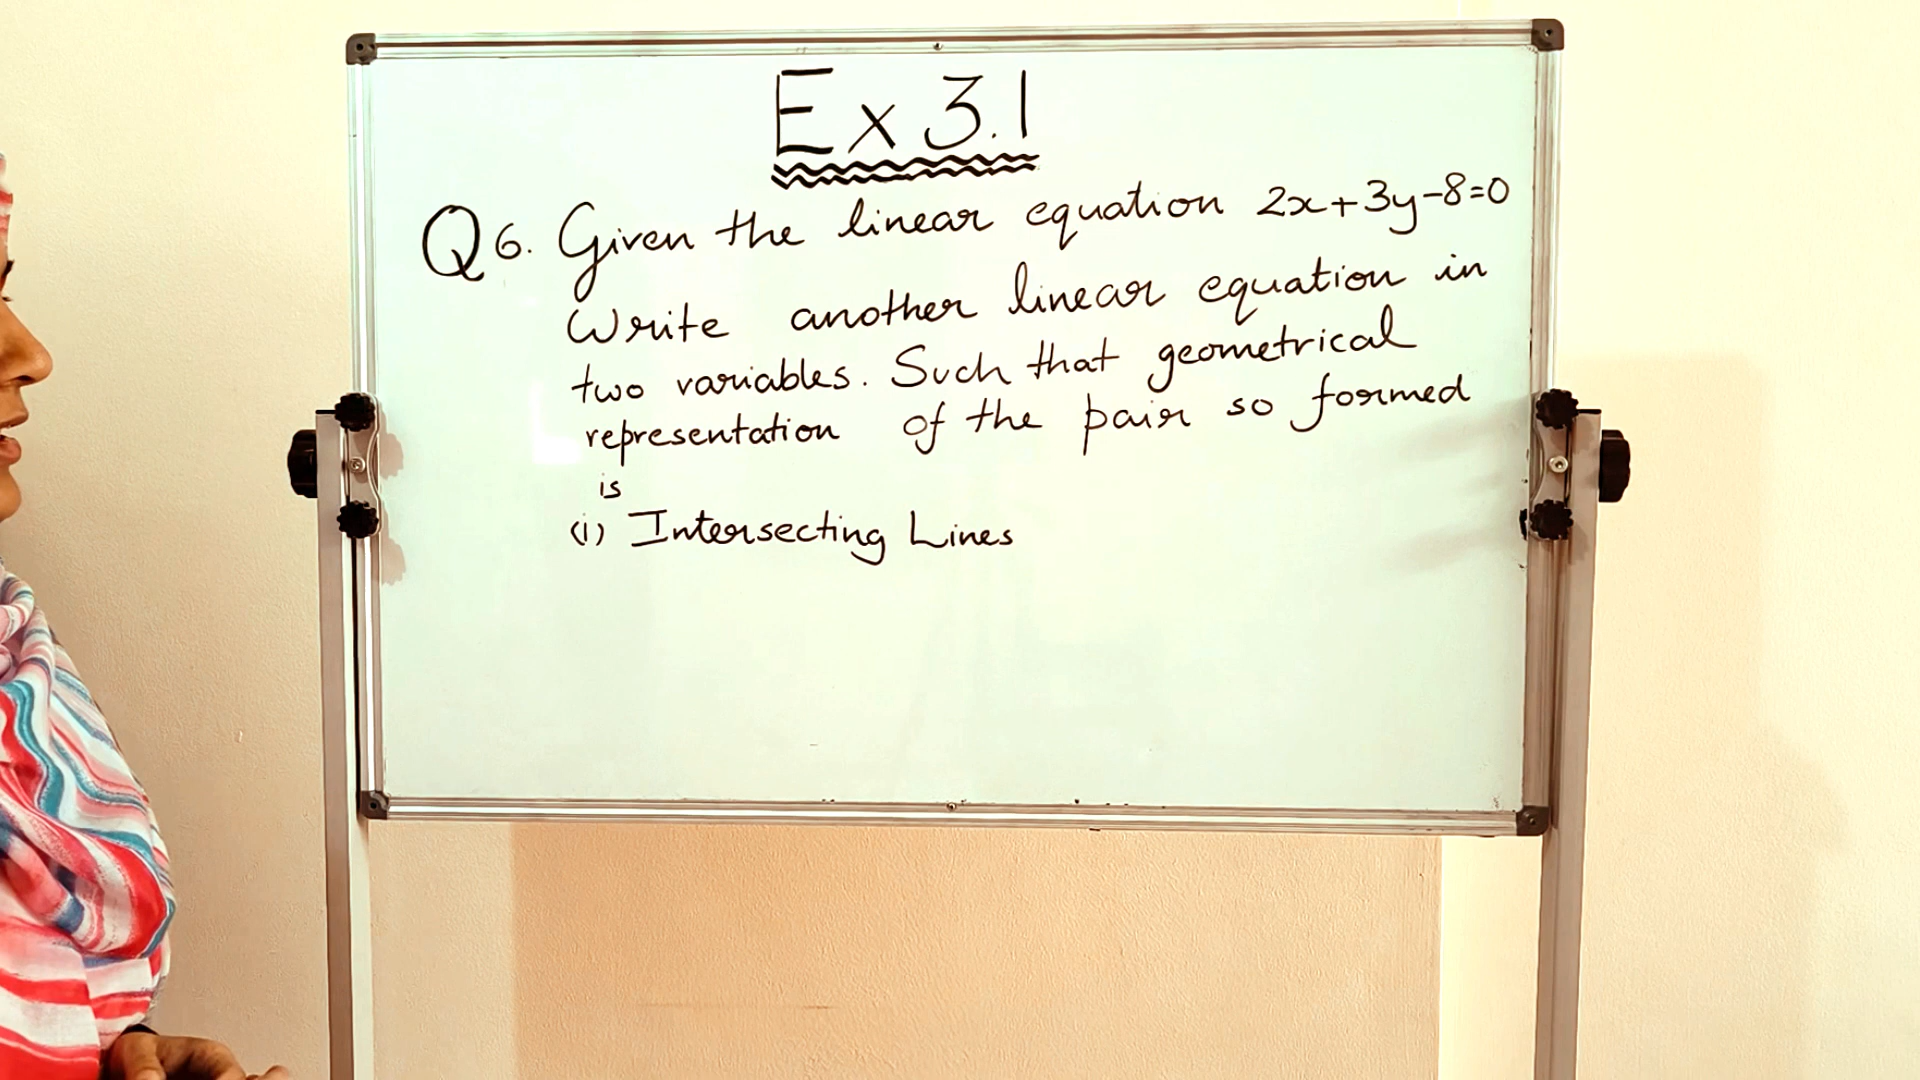 Ex 3.1
Q6. Given the linear equation 2x+3y-8=0
Write another linear equation in
two variables. Such that geometrical
representation of the pair so formed
is
(i) Intersecting Lines